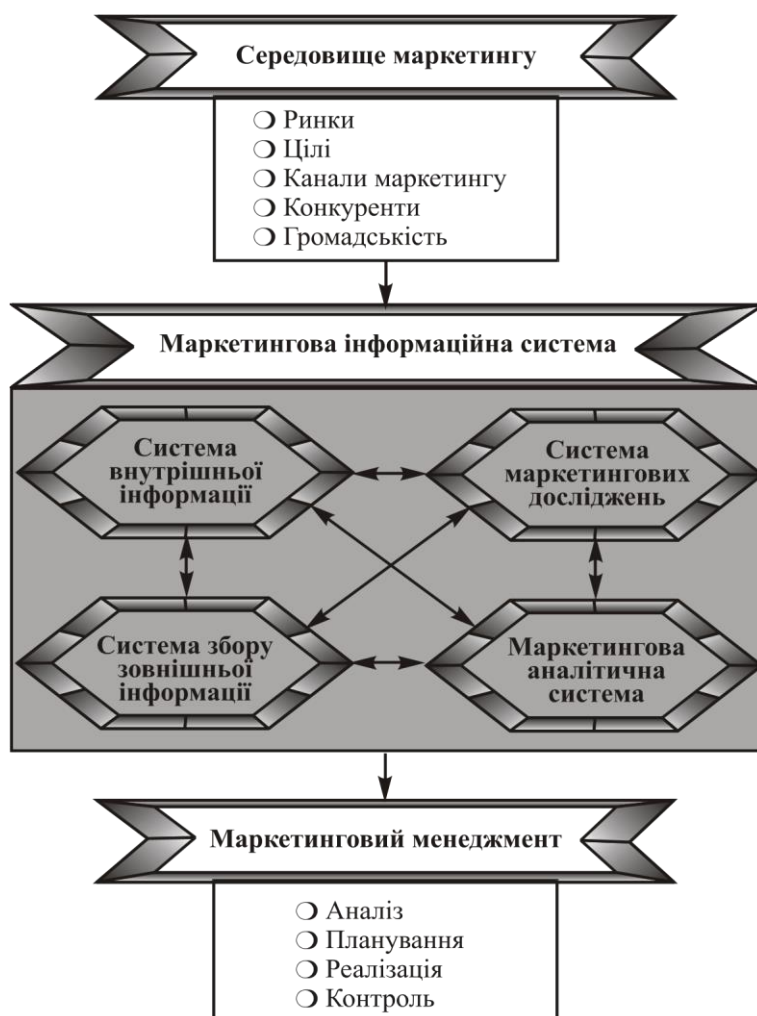 Середовище маркетингу
❍ Ринки
❍ Цілі
❍ Канали маркетингу
❍ Конкуренти
❍ Громадськість
Маркетингова інформаційна система
Система
внутрішньої
інформації
Система
маркетингових
досліджень
Система збору
зовнішньої
інформації
Маркетингова
аналітична
система
Маркетинговий менеджмент
❍ Аналіз
❍ Планування
❍ Реалізація
❍ Контроль